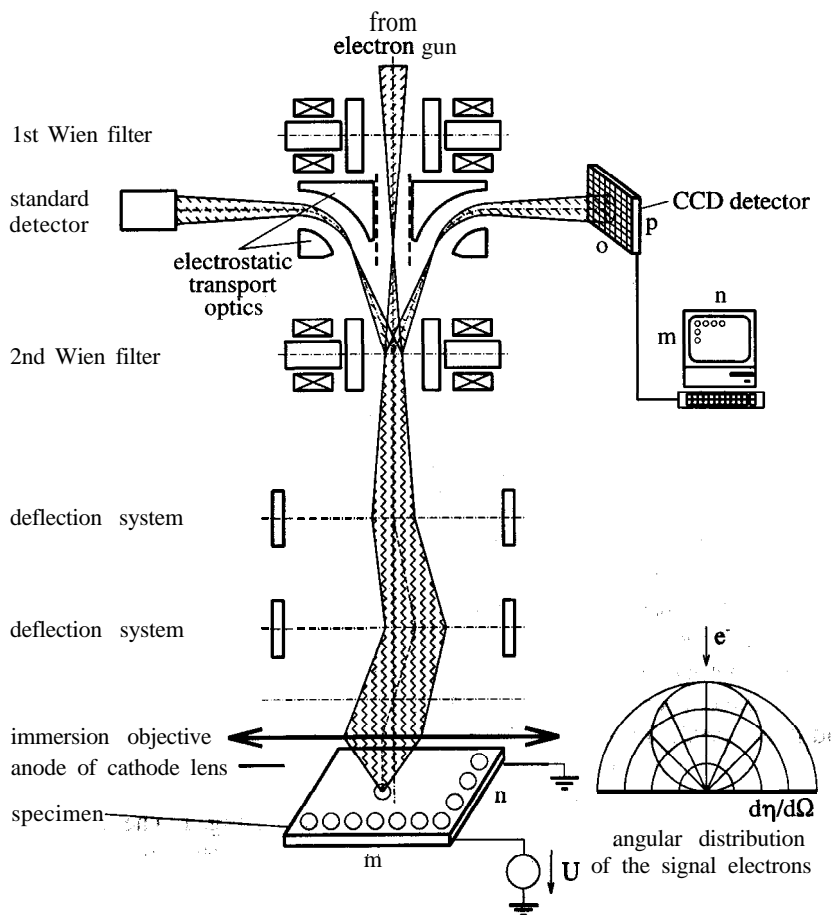 from
electron gun
1st Wien filter
standard
detector
CCD detector
p
o
electrostatic
transport
optics
n
m
2nd Wien filter
deflection system
deflection system
e⁻
immersion objective
anode of cathode lens
n
dη/dΩ
specimen
angular distribution
of the signal electrons
m
U